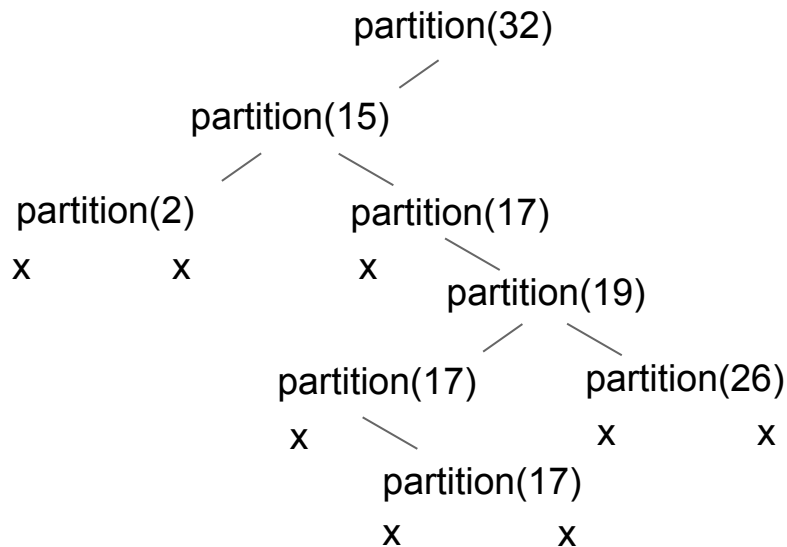 partition(32)
partition(15)
partition(2) partition(17)
x x x
partition(19)
partition(17) partition(26)
x x x
partition(17)
x x